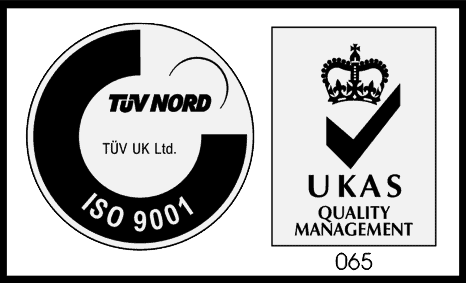 TÜV NORD
TÜV UK Ltd.
ISO 9001
UKAS
QUALITY
MANAGEMENT
065